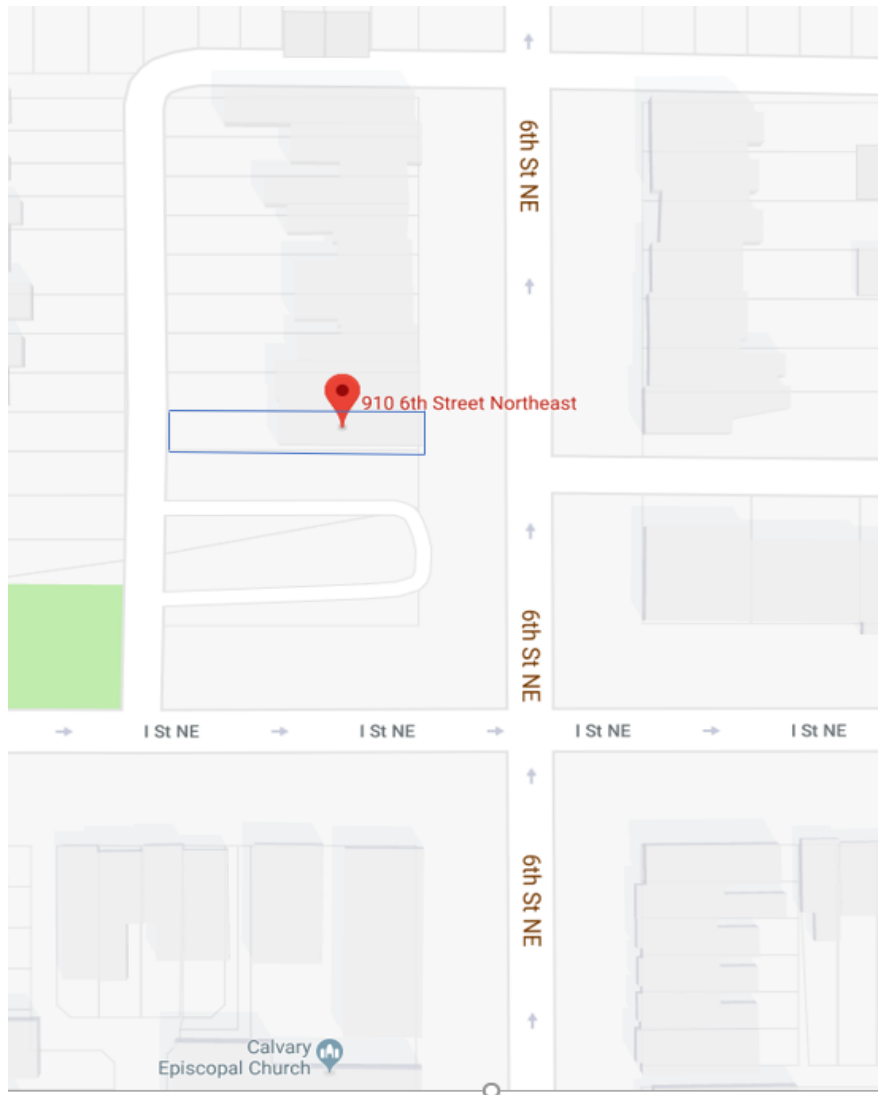 6th St NE
910 6th Street Northeast
6th St NE
I St NE
I St NE
I St NE
I St NE
6th St NE
Calvary
Episcopal Church